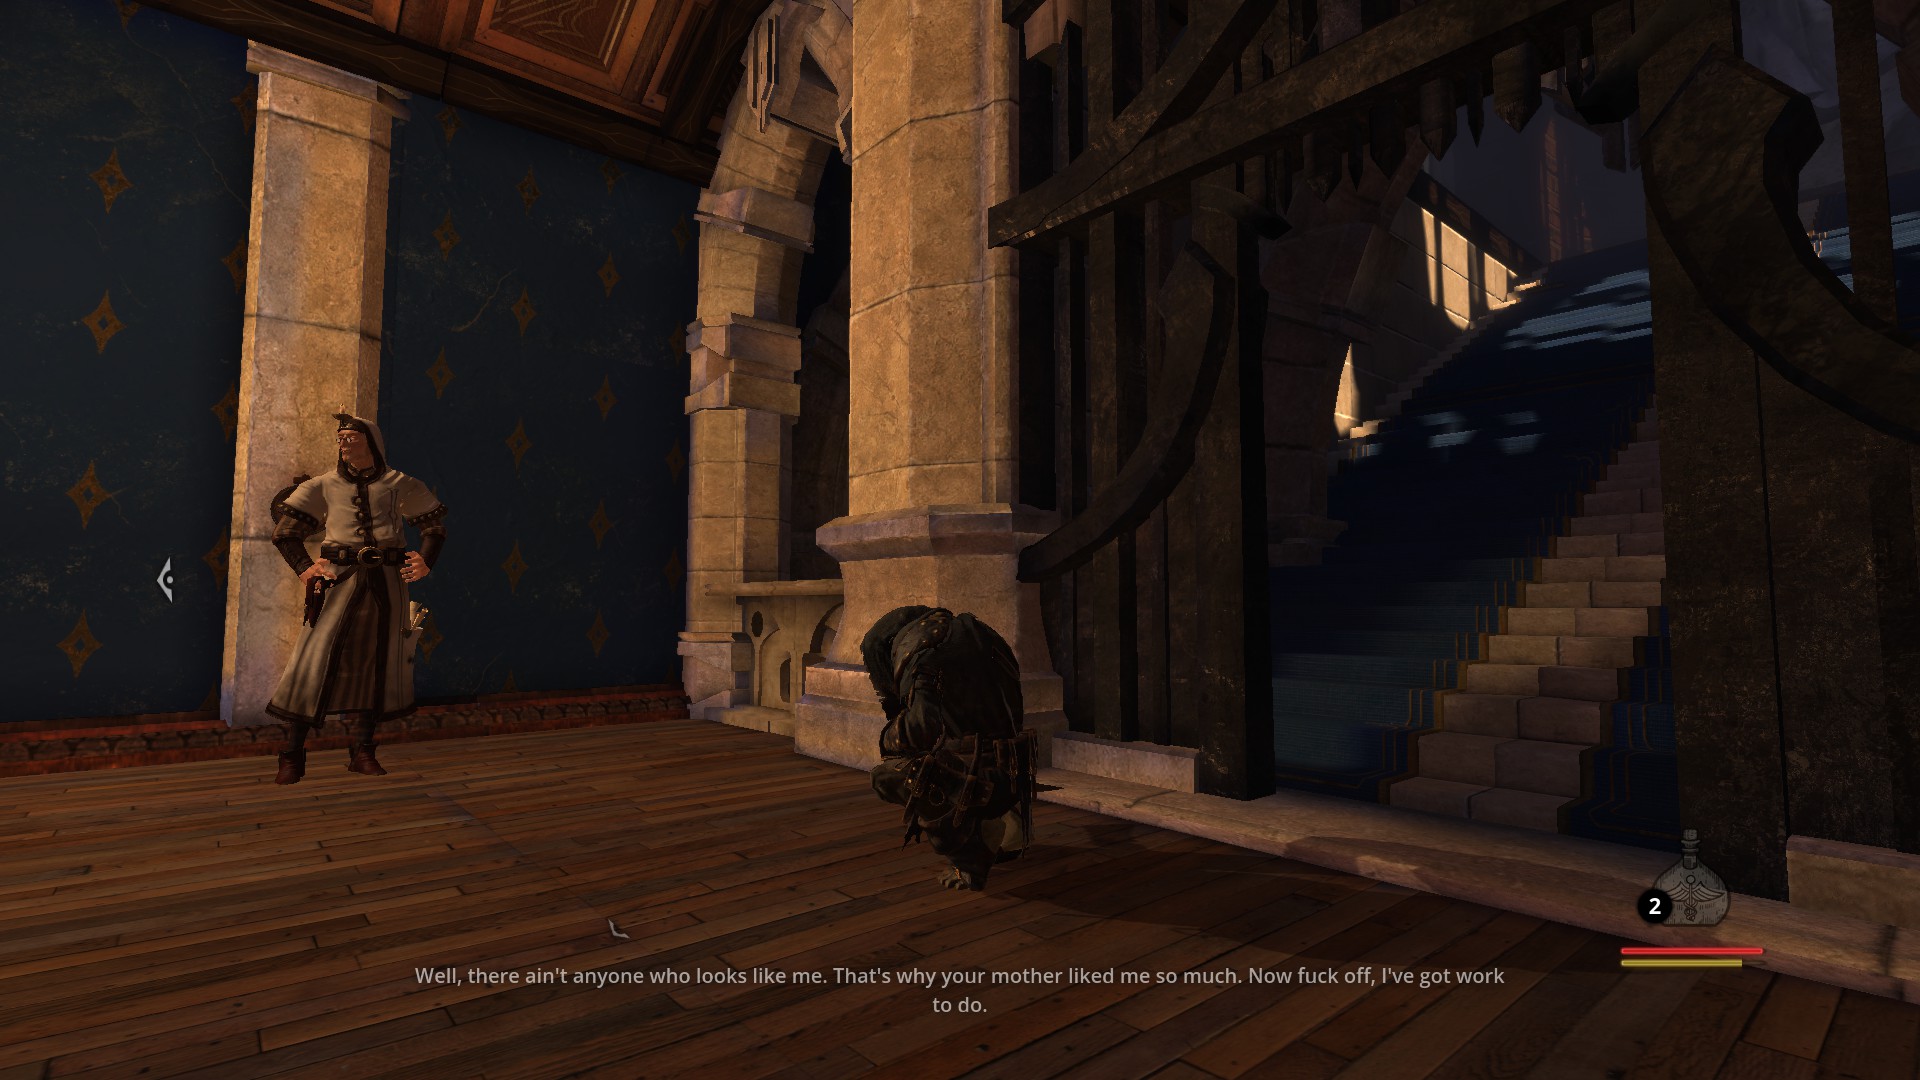 Well, there ain't anyone who looks like me. That's why your mother liked me so much. Now fuck off, I've got work
to do.
2